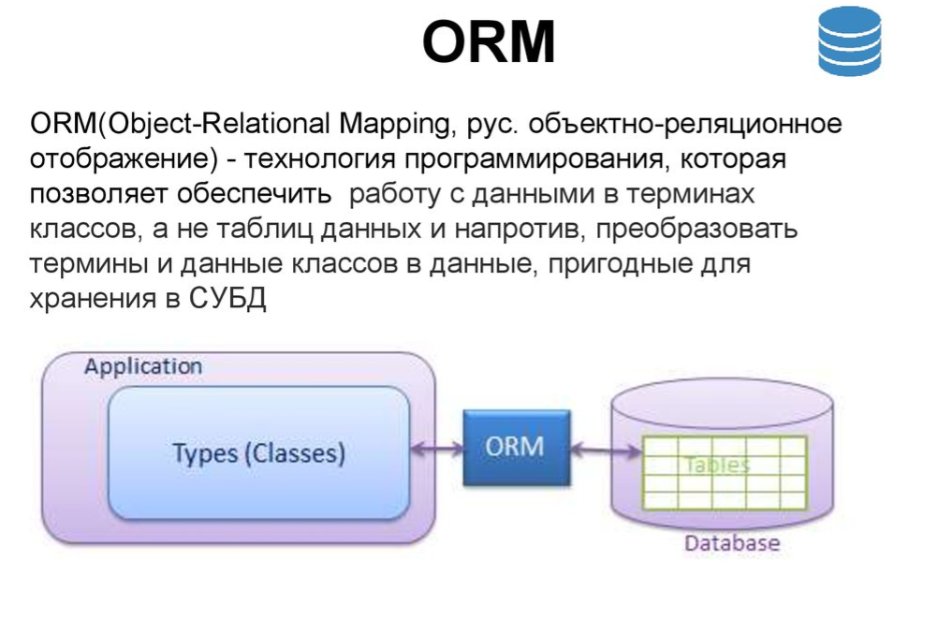 ORM
ORM(Object-Relational Mapping, рус. объектно-реляционное
отображение) - технология программирования, которая
позволяет обеспечить работу с данными в терминах
классов, а не таблиц данных и напротив, преобразовать
термины и данные классов в данные, пригодные для
хранения в СУБД
Application
Types (Classes)
ORM
Tables
Database